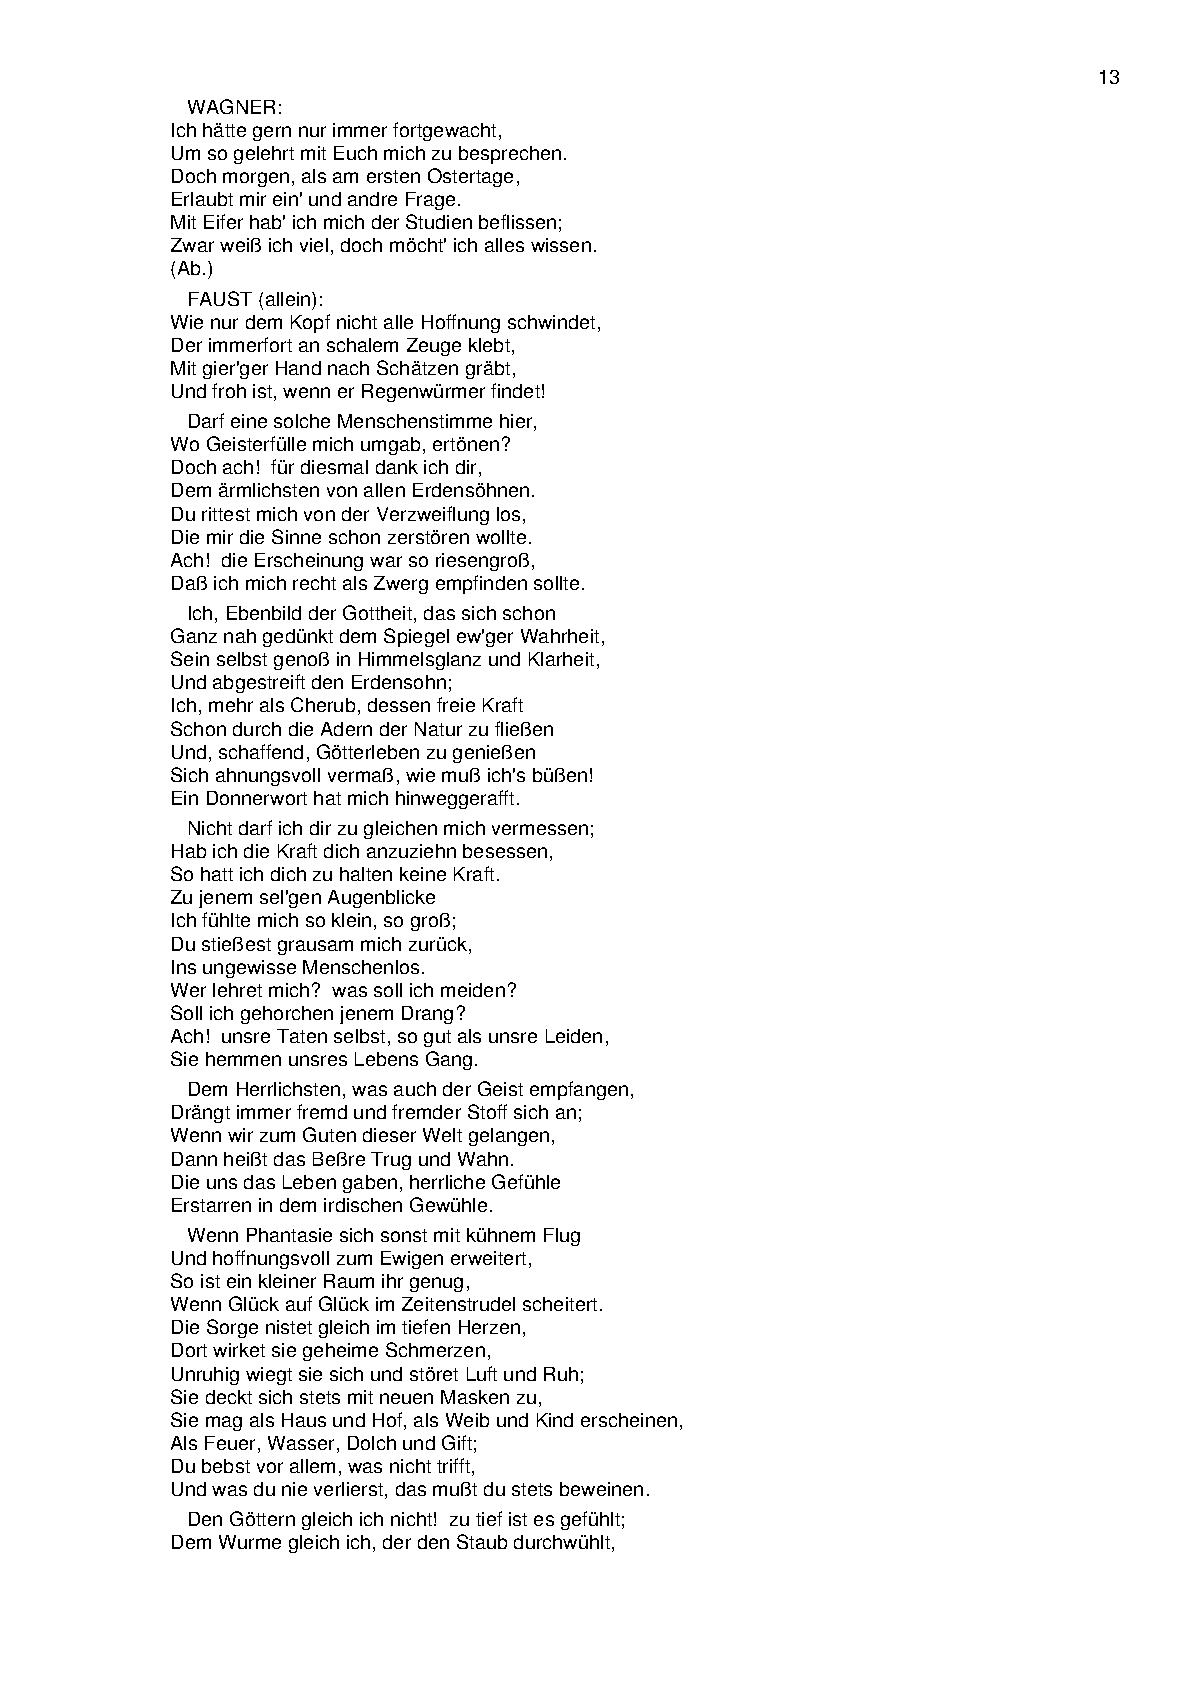 13
WAGNER:
Ich hätte gern nur immer fortgewacht,
Um so gelehrt mit Euch mich zu besprechen.
Doch morgen, als am ersten Ostertage,
Erlaubt mir ein' und andre Frage.
Mit Eifer hab' ich mich der Studien beflissen;
Zwar weiß ich viel, doch möcht' ich alles wissen.
(Ab.)
FAUST (allein):
Wie nur dem Kopf nicht alle Hoffnung schwindet,
Der immerfort an schalem Zeuge klebt,
Mit gier'ger Hand nach Schätzen gräbt,
Und froh ist, wenn er Regenwürmer findet!
Darf eine solche Menschenstimme hier,
Wo Geisterfülle mich umgab, ertönen?
Doch ach! für diesmal dank ich dir,
Dem ärmlichsten von allen Erdensöhnen.
Du rittest mich von der Verzweiflung los,
Die mir die Sinne schon zerstören wollte.
Ach! die Erscheinung war so riesengroß,
Daß ich mich recht als Zwerg empfinden sollte.
Ich, Ebenbild der Gottheit, das sich schon
Ganz nah gedünkt dem Spiegel ew'ger Wahrheit,
Sein selbst genoß in Himmelsglanz und Klarheit,
Und abgestreift den Erdensohn;
Ich, mehr als Cherub, dessen freie Kraft
Schon durch die Adern der Natur zu fließen
Und, schaffend, Götterleben zu genießen
Sich ahnungsvoll vermaß, wie muß ich's büßen!
Ein Donnerwort hat mich hinweggerafft.
Nicht darf ich dir zu gleichen mich vermessen;
Hab ich die Kraft dich anzuziehn besessen,
So hatt ich dich zu halten keine Kraft.
Zu jenem sel'gen Augenblicke
Ich fühlte mich so klein, so groß;
Du stießest grausam mich zurück,
Ins ungewisse Menschenlos.
Wer lehret mich? was soll ich meiden?
Soll ich gehorchen jenem Drang?
Ach! unsre Taten selbst, so gut als unsre Leiden,
Sie hemmen unsres Lebens Gang.
Dem Herrlichsten, was auch der Geist empfangen,
Drängt immer fremd und fremder Stoff sich an;
Wenn wir zum Guten dieser Welt gelangen,
Dann heißt das Beßre Trug und Wahn.
Die uns das Leben gaben, herrliche Gefühle
Erstarren in dem irdischen Gewühle.
Wenn Phantasie sich sonst mit kühnem Flug
Und hoffnungsvoll zum Ewigen erweitert,
So ist ein kleiner Raum ihr genug,
Wenn Glück auf Glück im Zeitenstrudel scheitert.
Die Sorge nistet gleich im tiefen Herzen,
Dort wirket sie geheime Schmerzen,
Unruhig wiegt sie sich und störet Luft und Ruh;
Sie deckt sich stets mit neuen Masken zu,
Sie mag als Haus und Hof, als Weib und Kind erscheinen,
Als Feuer, Wasser, Dolch und Gift;
Du bebst vor allem, was nicht trifft,
Und was du nie verlierst, das mußt du stets beweinen.
Den Göttern gleich ich nicht! zu tief ist es gefühlt;
Dem Wurme gleich ich, der den Staub durchwühlt,